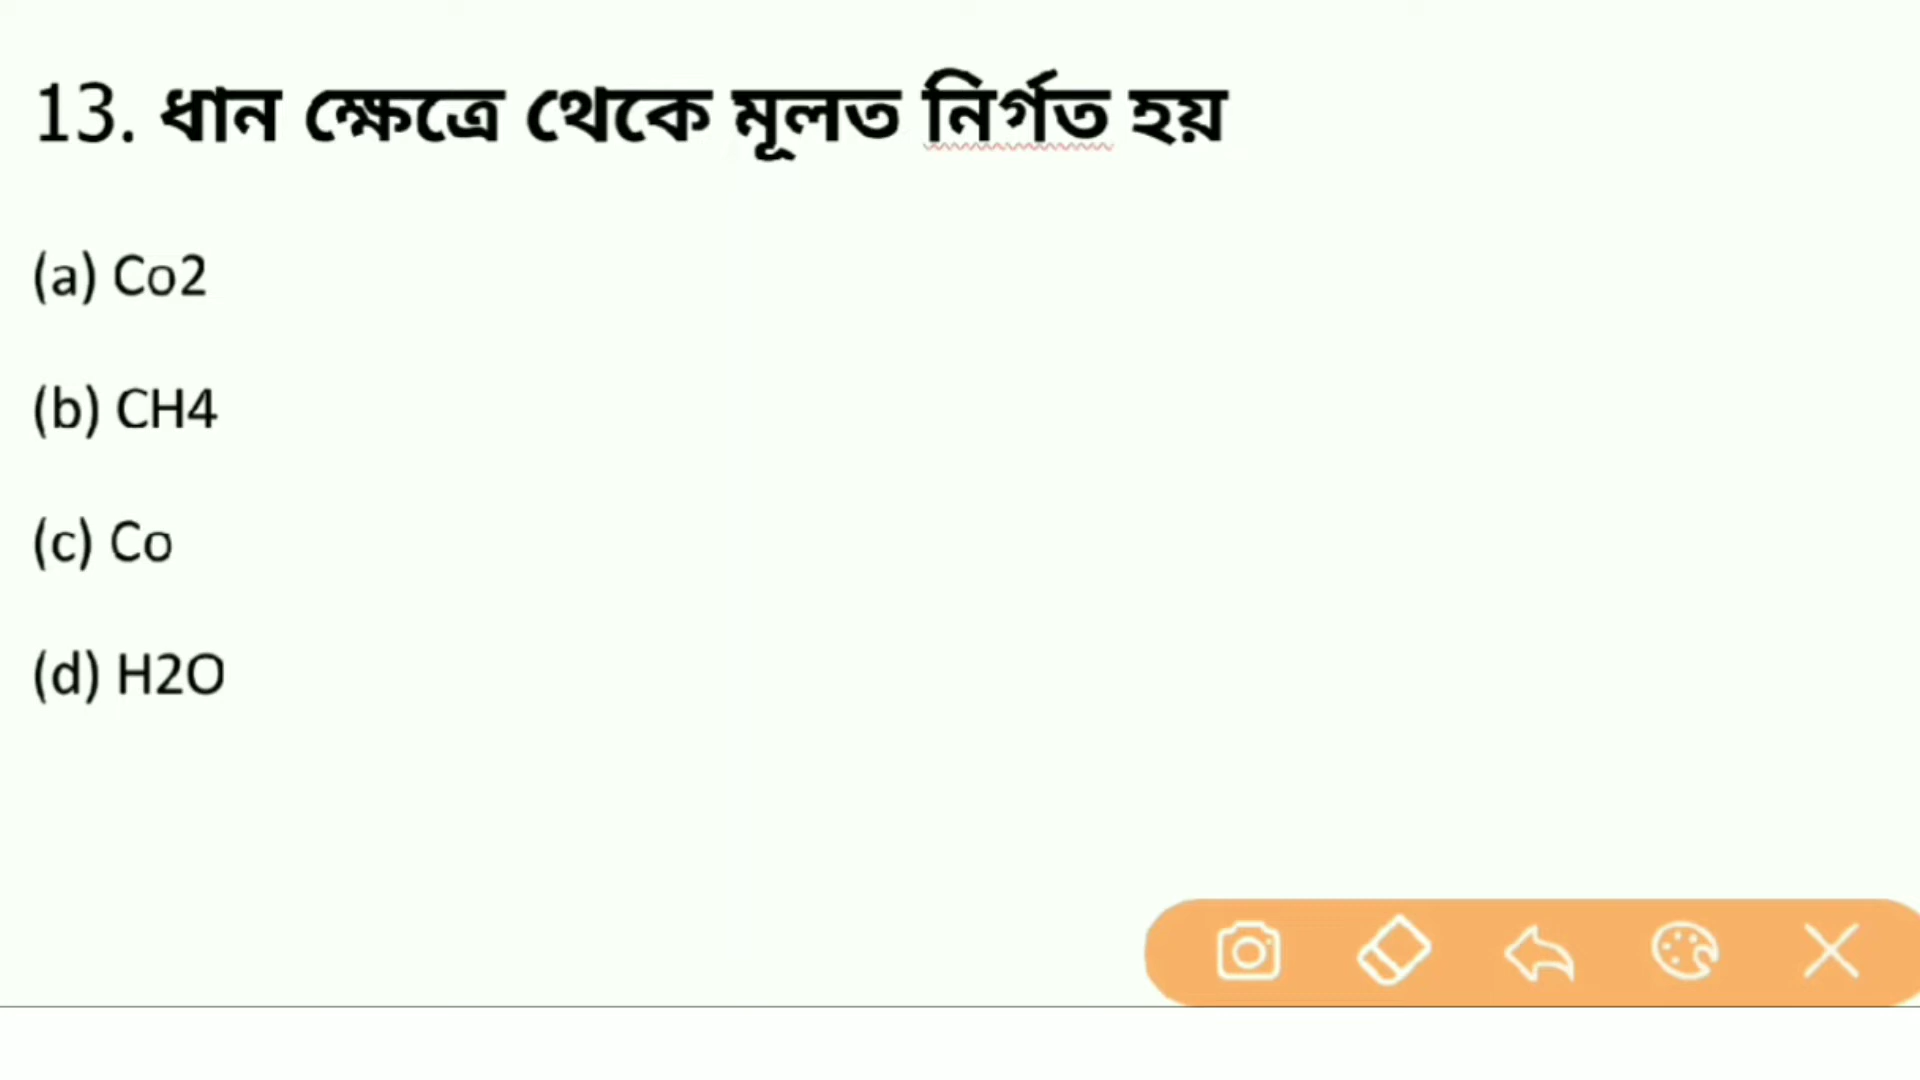 13. ধান ক্ষেত্রে থেকে মূলত নির্গত হয়
(a) Co2
(b) CH4
(c) Co
(d) H2O